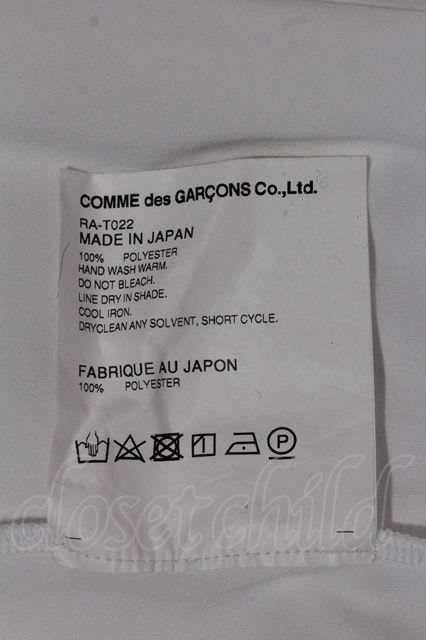 COMME des GARÇONS Co.,Ltd.
RA-T022
MADE IN JAPAN
100% POLYESTER
HAND WASH WARM.
DO NOT BLEACH.
LINE DRY IN SHADE.
COOL IRON.
DRYCLEAN ANY SOLVENT, SHORT CYCLE.
FABRIQUE AU JAPON
100% POLYESTER
P
closet child